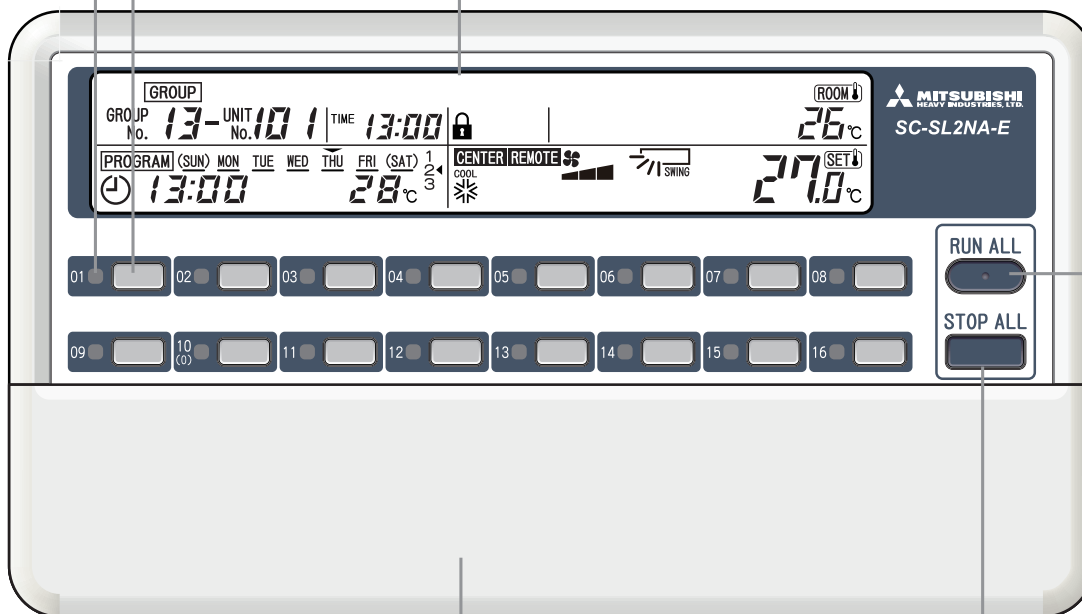 GROUP
GROUP No. 13-UNIT No. 101 TIME 13:00
ROOM
26℃
PROGRAM (SUN) MON TUE WED THU FRI (SAT) 1 2 3
13:00 28℃
CENTER REMOTE
COOL
SWING
SET
27.0℃
MITSUBISHI
HEAVY INDUSTRIES, LTD.
SC-SL2NA-E
RUN ALL
01 02 03 04 05 06 07 08
STOP ALL
09 10 (0) 11 12 13 14 15 16